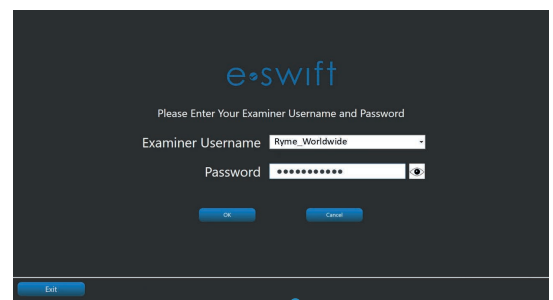 e·swift
Please Enter Your Examiner Username and Password
Examiner Username Ryme_Worldwide
Password ●●●●●●●●●●●
OK Cancel
Exit